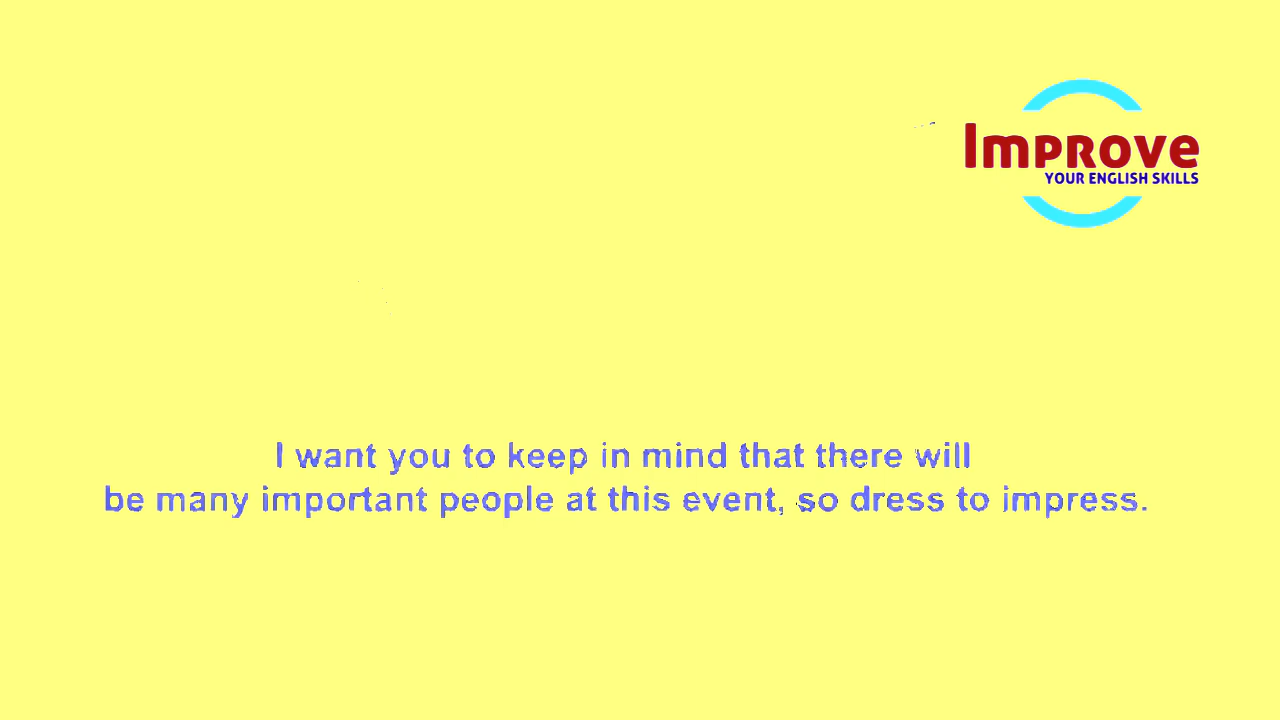 Improve
YOUR ENGLISH SKILLS
I want you to keep in mind that there will
be many important people at this event, so dress to impress.